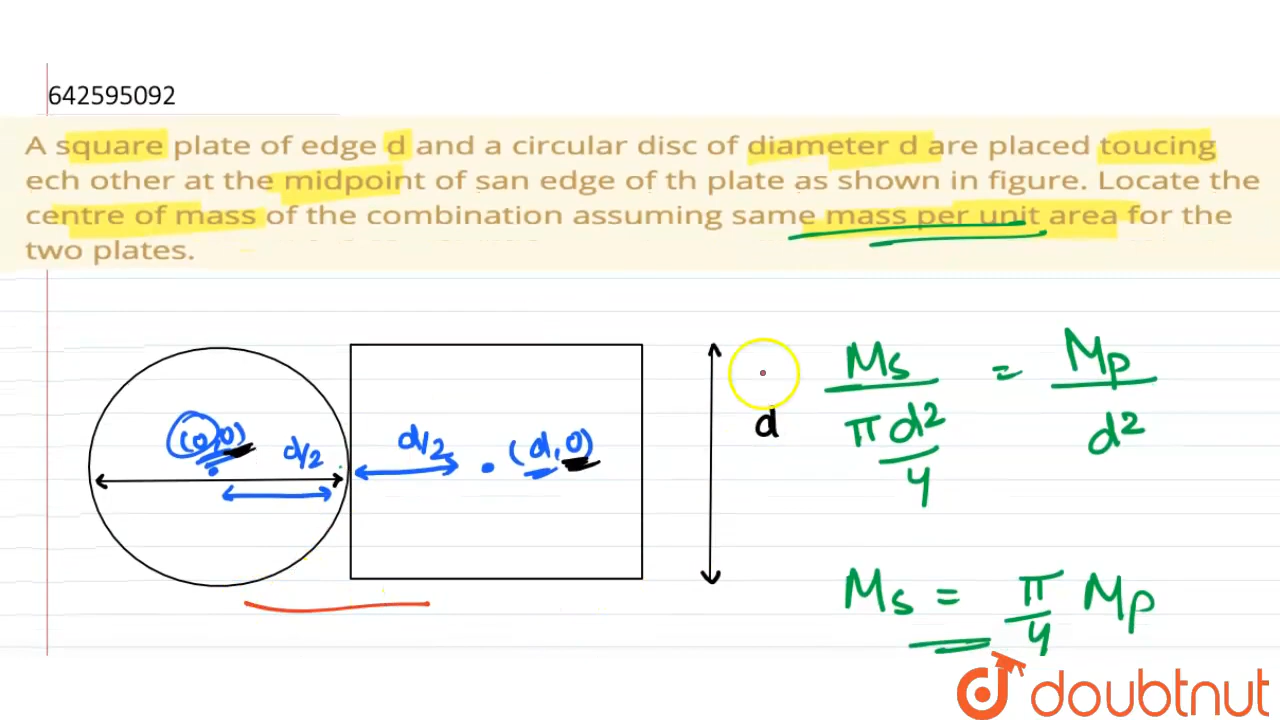 642595092
A square plate of edge d and a circular disc of diameter d are placed toucing
ech other at the midpoint of san edge of th plate as shown in figure. Locate the
centre of mass of the combination assuming same mass per unit area for the
two plates.
(0,0)
d/2
d/2
(d,0)
d
Ms / πd²/4 = Mp / d²
Ms = π/4 Mp
doubtnut